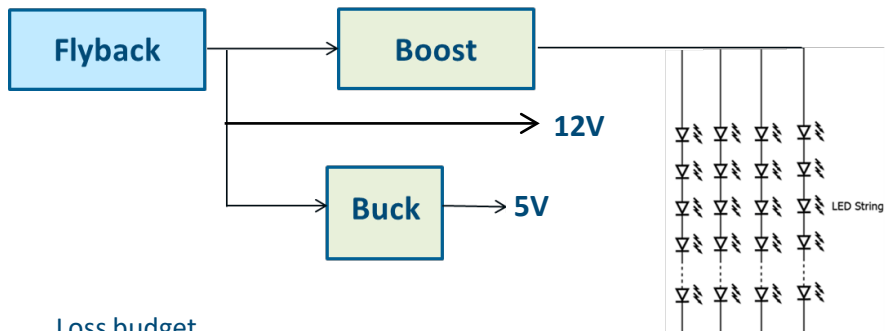 Flyback
Boost
12V
Buck
5V
LED String
Loss budget